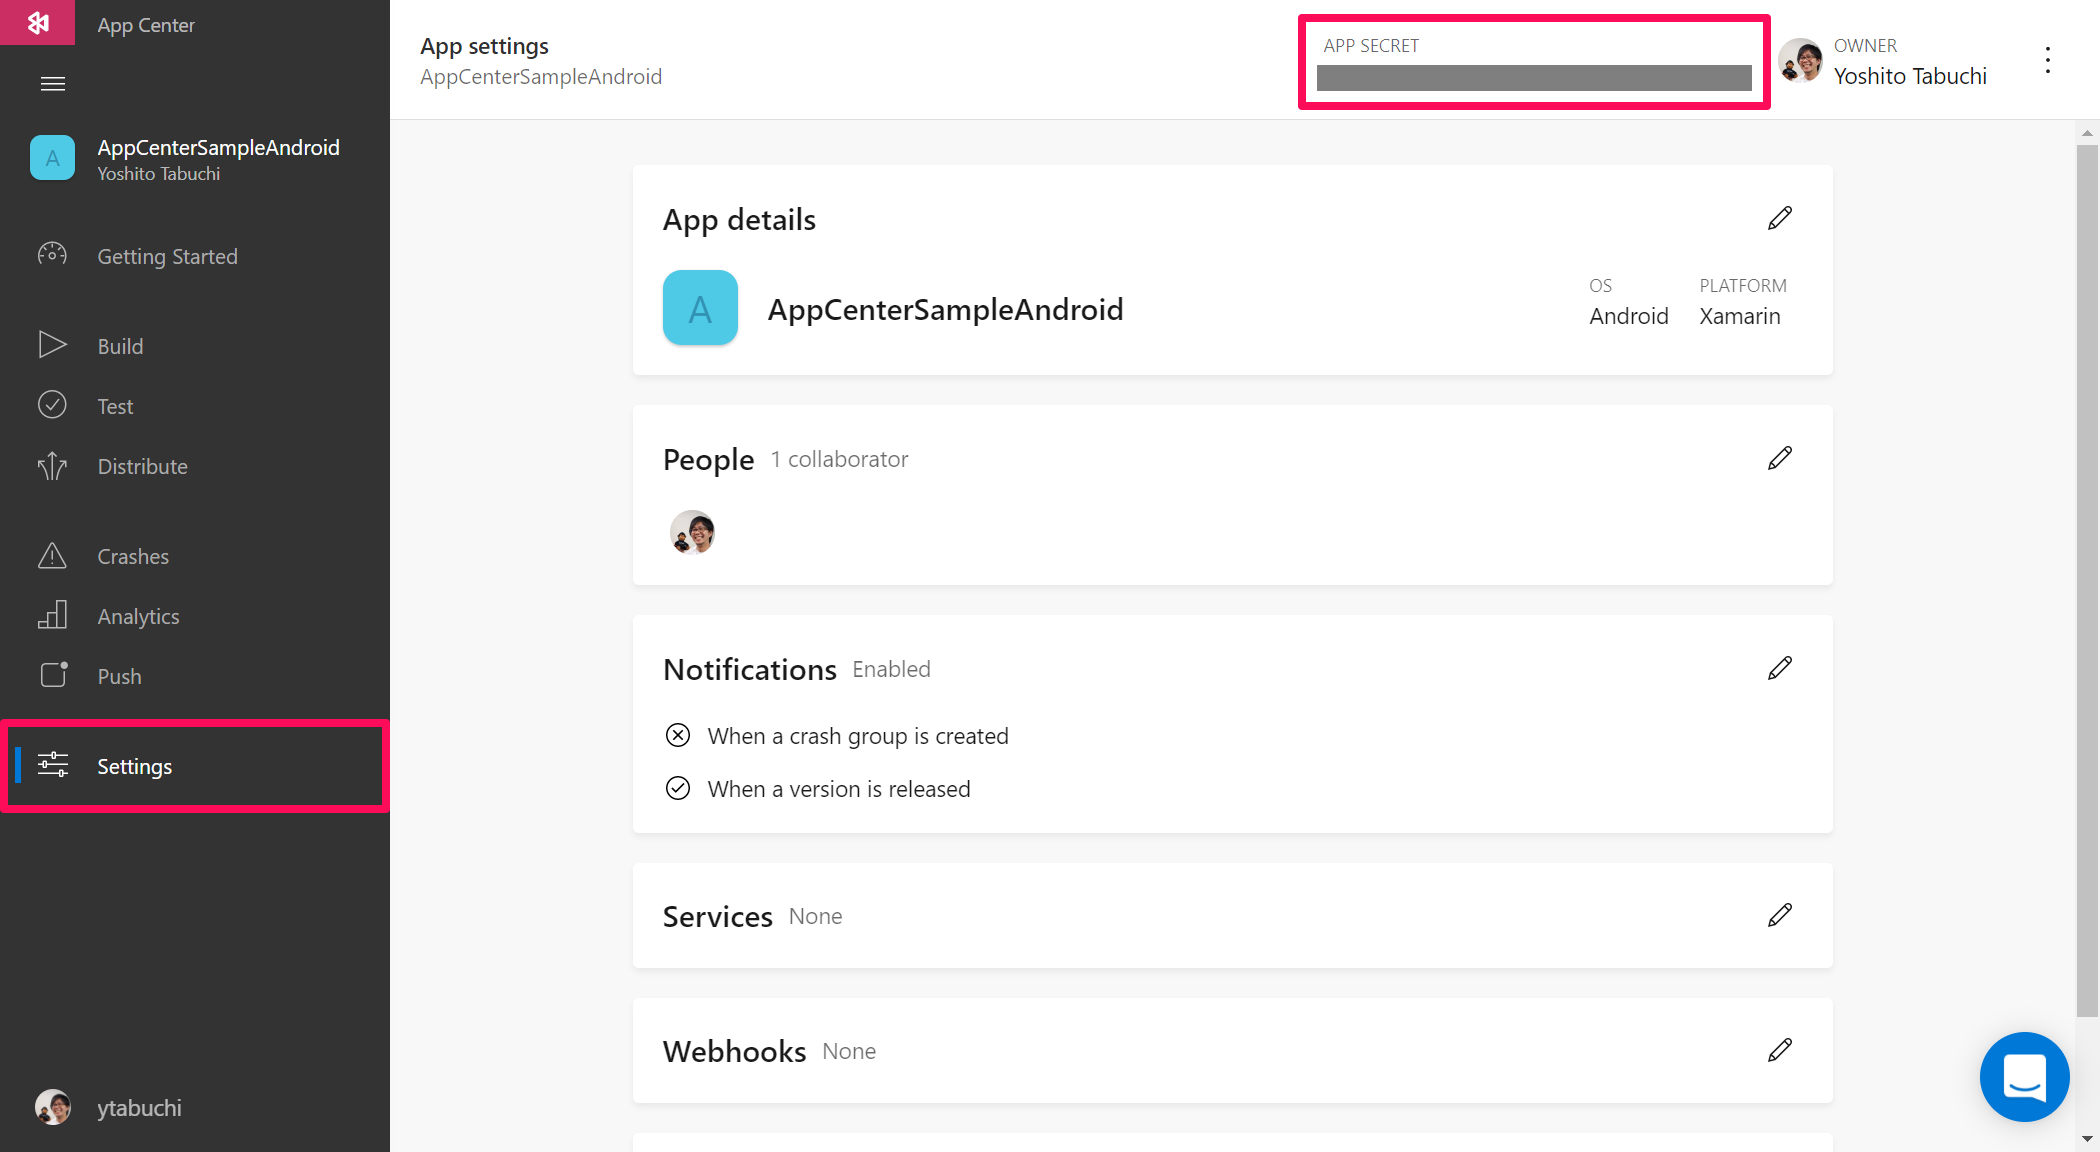 App Center
AppCenterSampleAndroid
Yoshito Tabuchi
Getting Started
Build
Test
Distribute
Crashes
Analytics
Push
Settings
ytabuchi
App settings
AppCenterSampleAndroid
APP SECRET
OWNER
Yoshito Tabuchi
App details
A
AppCenterSampleAndroid
OS
Android
PLATFORM
Xamarin
People 1 collaborator
Notifications Enabled
When a crash group is created
When a version is released
Services None
Webhooks None
A